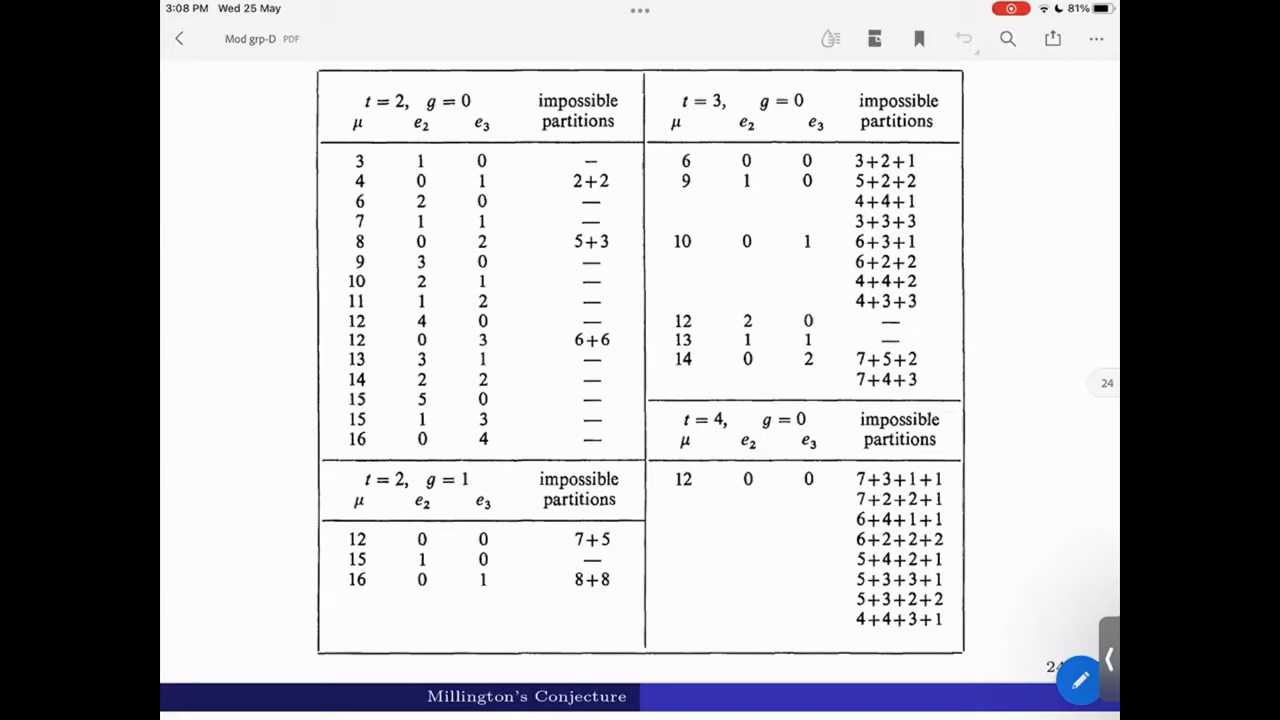 3:08 PM Wed 25 May
81%
Mod grp-D PDF
t = 2, g = 0 impossible
μ e₂ e₃ partitions
3 1 0 —
4 0 1 2+2
6 2 0 —
7 1 1 —
8 0 2 5+3
9 3 0 —
10 2 1 —
11 1 2 —
12 4 0 —
12 0 3 6+6
13 3 1 —
14 2 2 —
15 5 0 —
15 1 3 —
16 0 4 —
t = 2, g = 1 impossible
μ e₂ e₃ partitions
12 0 0 7+5
15 1 0 —
16 0 1 8+8
t = 3, g = 0 impossible
μ e₂ e₃ partitions
6 0 0 3+2+1
9 1 0 5+2+2
4+4+1
3+3+3
10 0 1 6+3+1
6+2+2
4+4+2
4+3+3
12 2 0 —
13 1 1 —
14 0 2 7+5+2
7+4+3
t = 4, g = 0 impossible
μ e₂ e₃ partitions
12 0 0 7+3+1+1
7+2+2+1
6+4+1+1
6+2+2+2
5+4+2+1
5+3+3+1
5+3+2+2
4+4+3+1
24
Millington's Conjecture